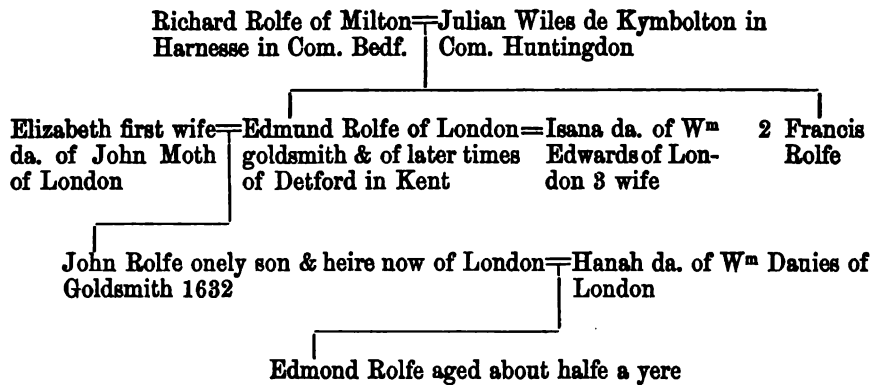 Richard Rolfe of Milton=Julian Wiles de Kymbolton in
Harnesse in Com. Bedf. Com. Huntingdon
Elizabeth first wife=Edmund Rolfe of London=Isana da. of Wᵐ 2 Francis
da. of John Moth goldsmith & of later times Edwards of Lon- Rolfe
of London of Detford in Kent don 3 wife
John Rolfe onely son & heire now of London=Hanah da. of Wᵐ Dauies of
Goldsmith 1632 London
Edmond Rolfe aged about halfe a yere